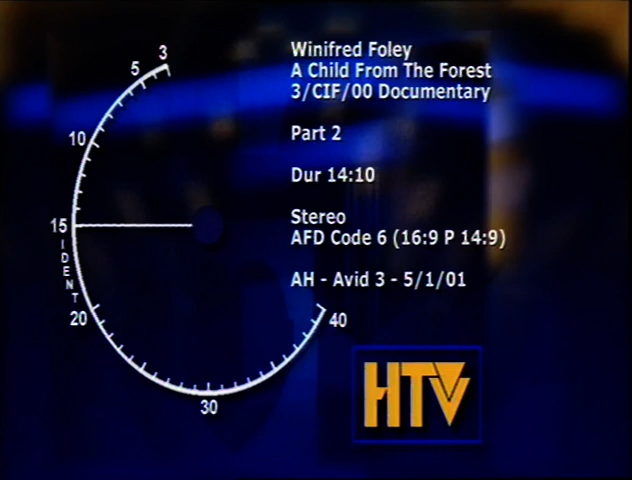 Winifred Foley
A Child From The Forest
3/CIF/00 Documentary
Part 2
Dur 14:10
Stereo
AFD Code 6 (16:9 P 14:9)
AH - Avid 3 - 5/1/01
3
5
10
15
IDENT
20
30
40
HTV